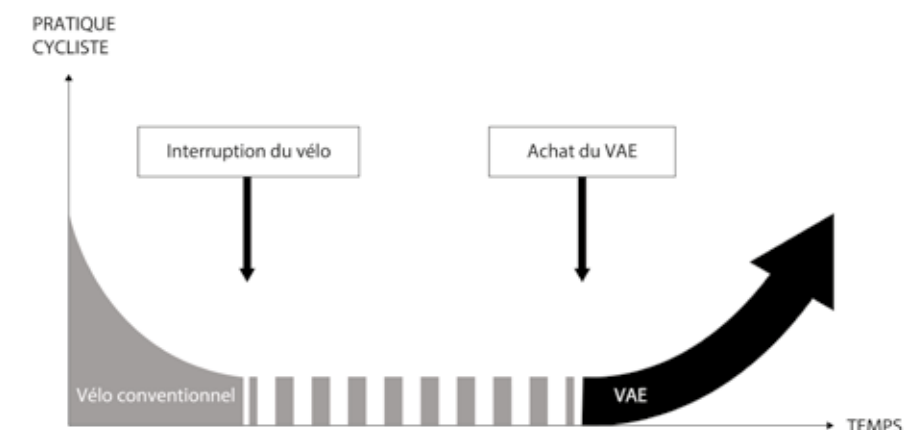 PRATIQUE
CYCLISTE
Interruption du vélo
Achat du VAE
Vélo conventionnel
VAE
TEMPS